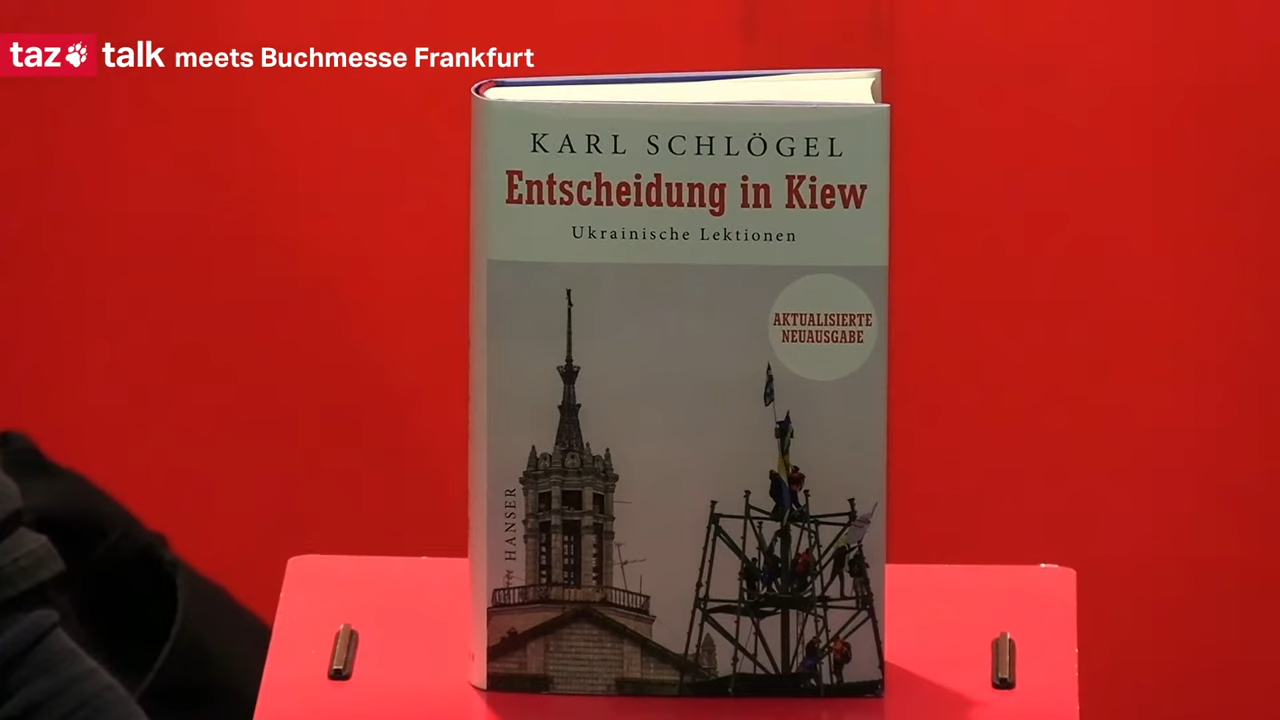 taz talk meets Buchmesse Frankfurt
KARL SCHLÖGEL
Entscheidung in Kiew
Ukrainische Lektionen
AKTUALISIERTE
NEUAUSGABE
HANSER